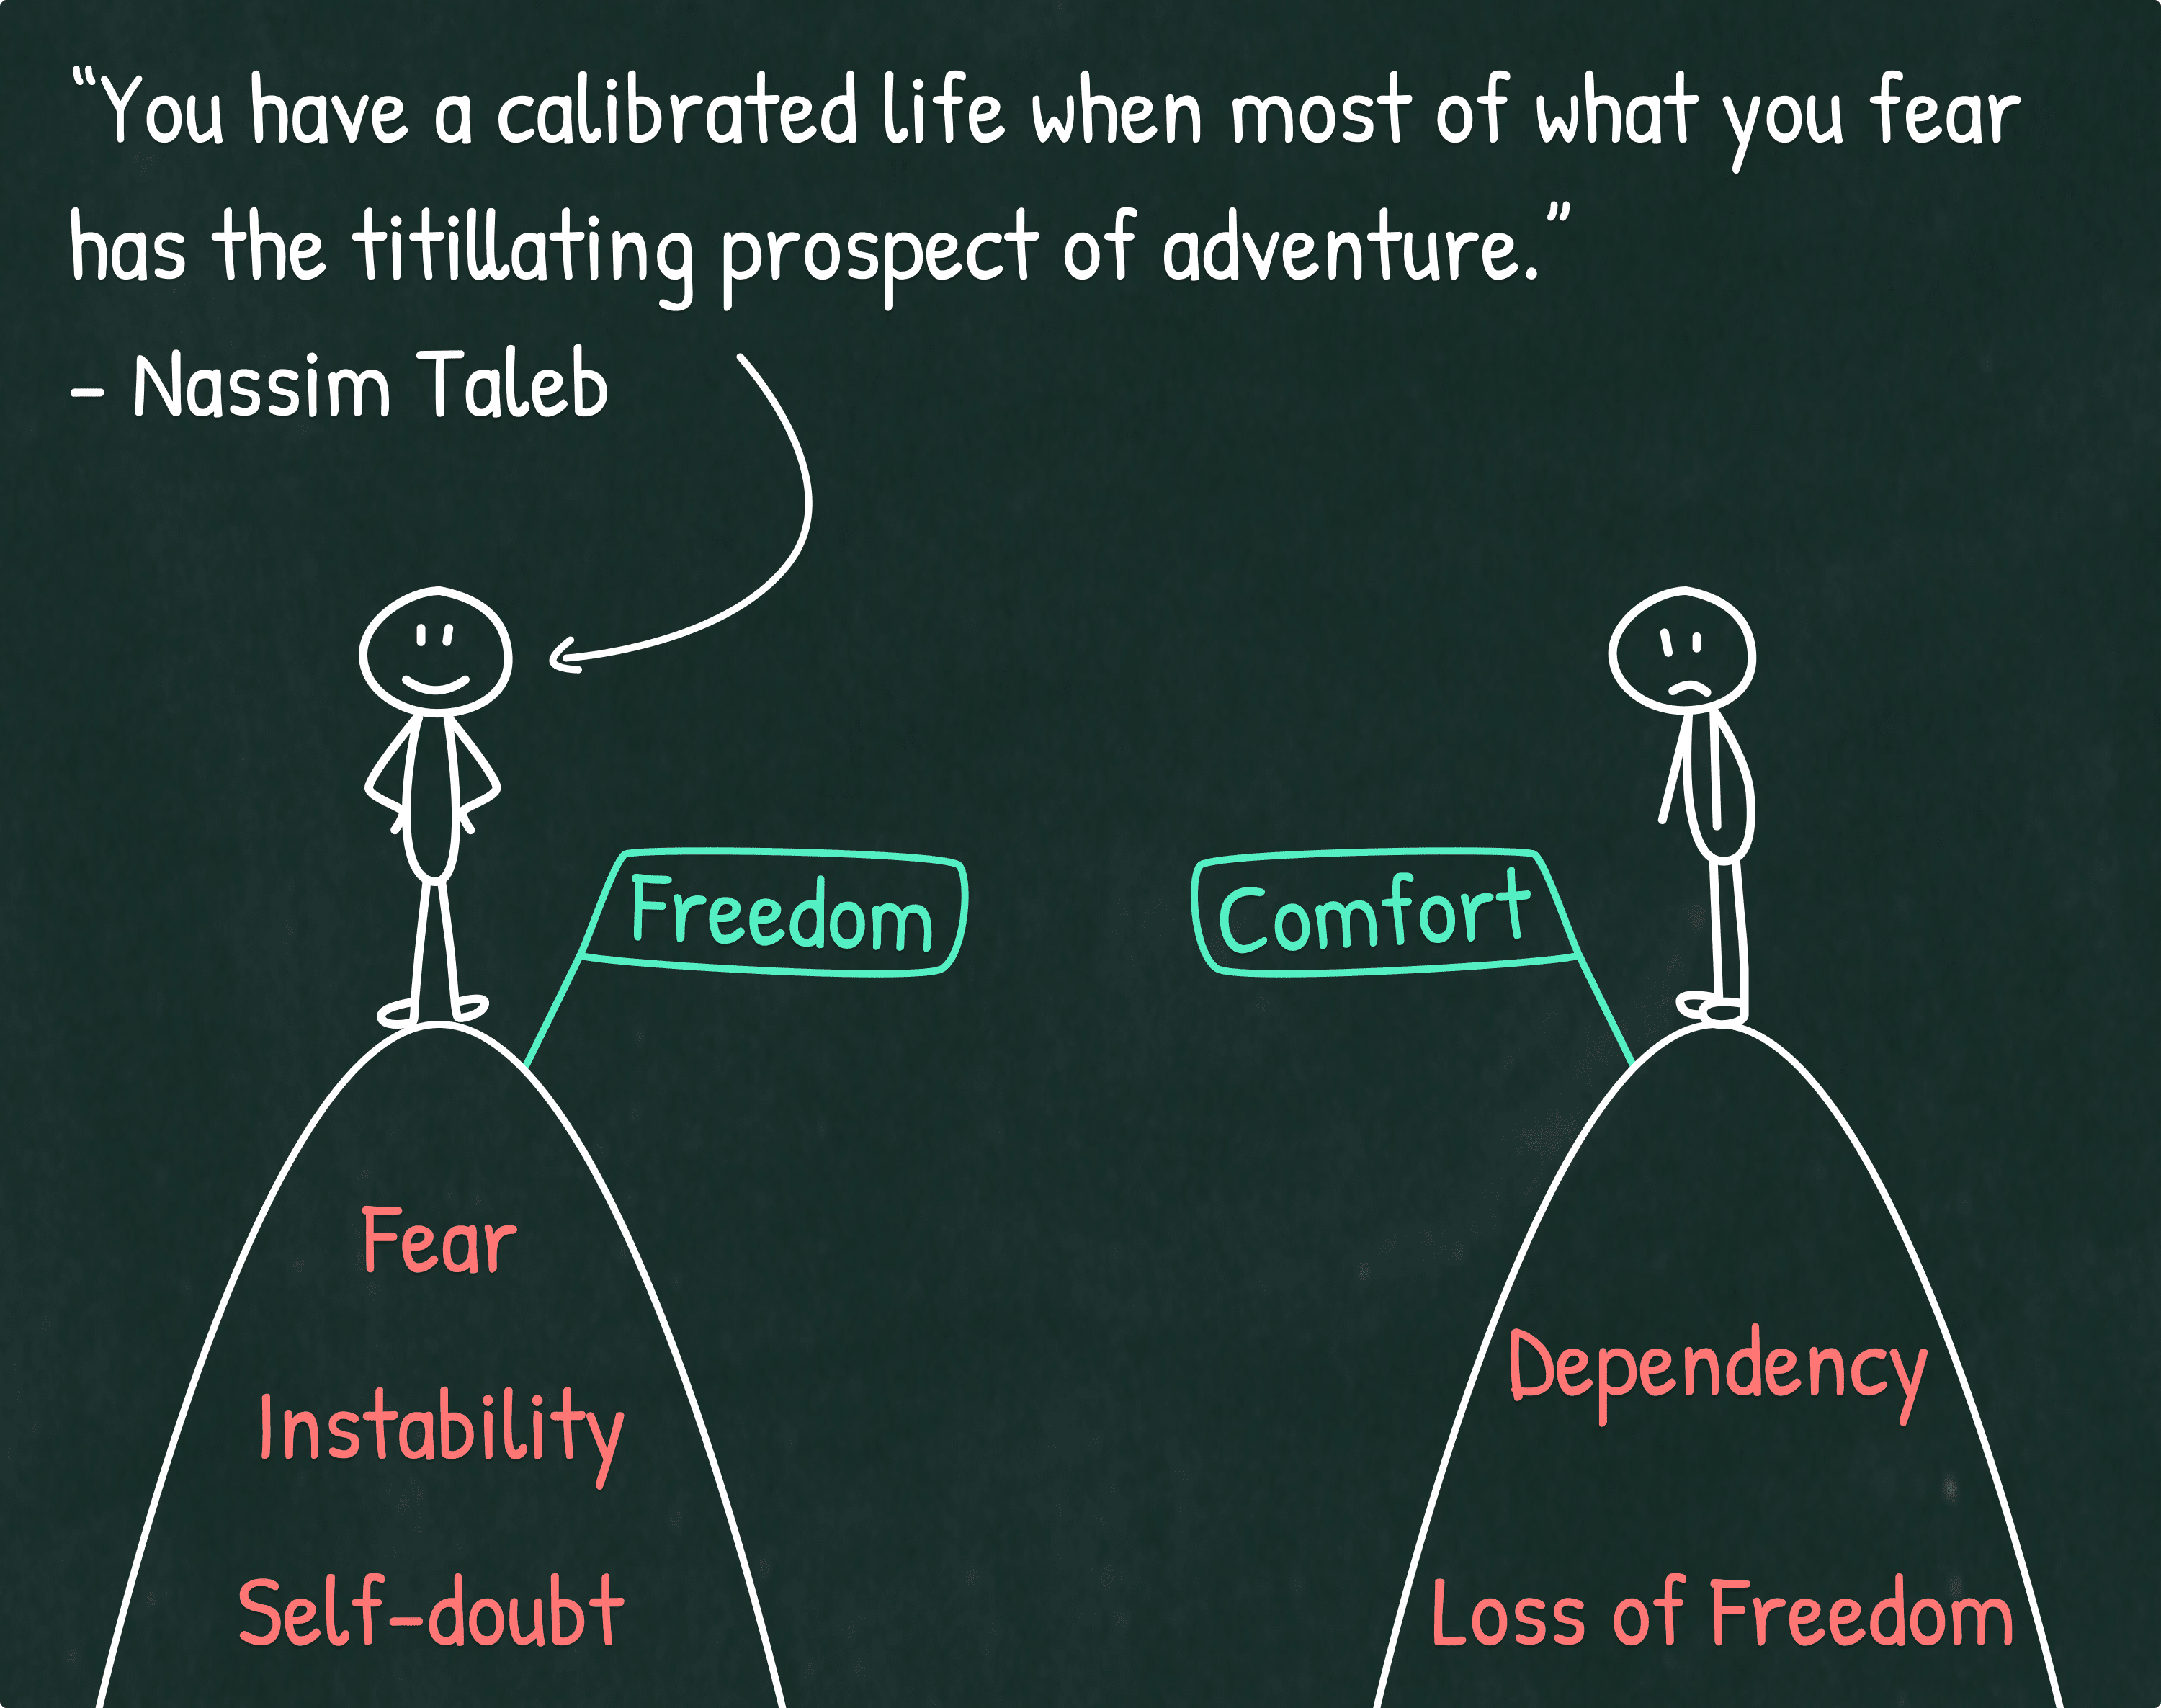 “You have a calibrated life when most of what you fear
has the titillating prospect of adventure.”
– Nassim Taleb
Freedom
Comfort
Fear
Instability
Self-doubt
Dependency
Loss of Freedom